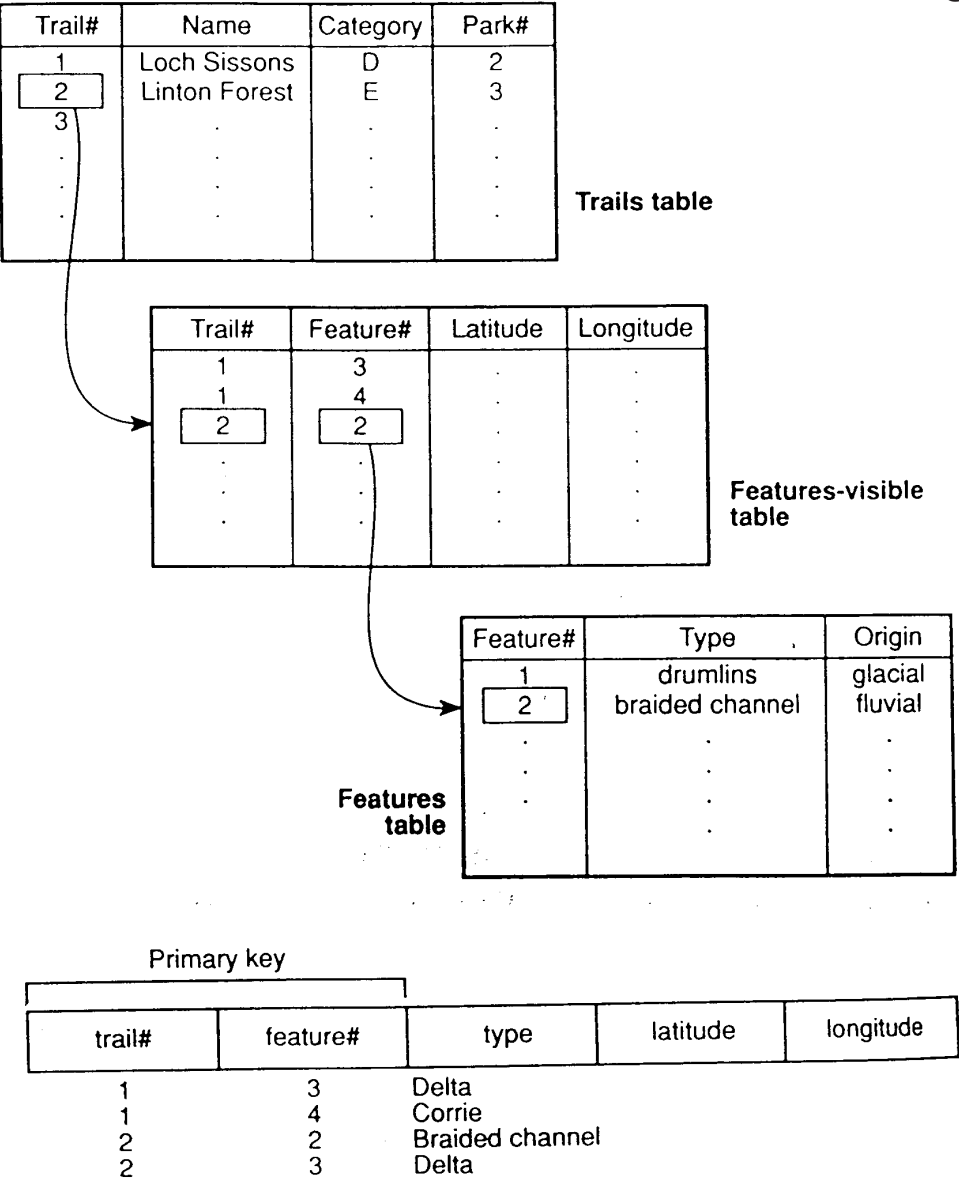 Trail# Name Category Park#
1 Loch Sissons D 2
2 Linton Forest E 3
3
Trails table
Trail# Feature# Latitude Longitude
1 3
1 4
2 2
Features-visible
table
Feature# Type Origin
1 drumlins glacial
2 braided channel fluvial
Features
table
Primary key
trail# feature# type latitude longitude
1 3 Delta
1 4 Corrie
2 2 Braided channel
2 3 Delta